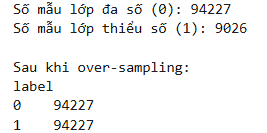 Số mẫu lớp đa số (0): 94227
Số mẫu lớp thiểu số (1): 9026
Sau khi over-sampling:
label
0    94227
1    94227